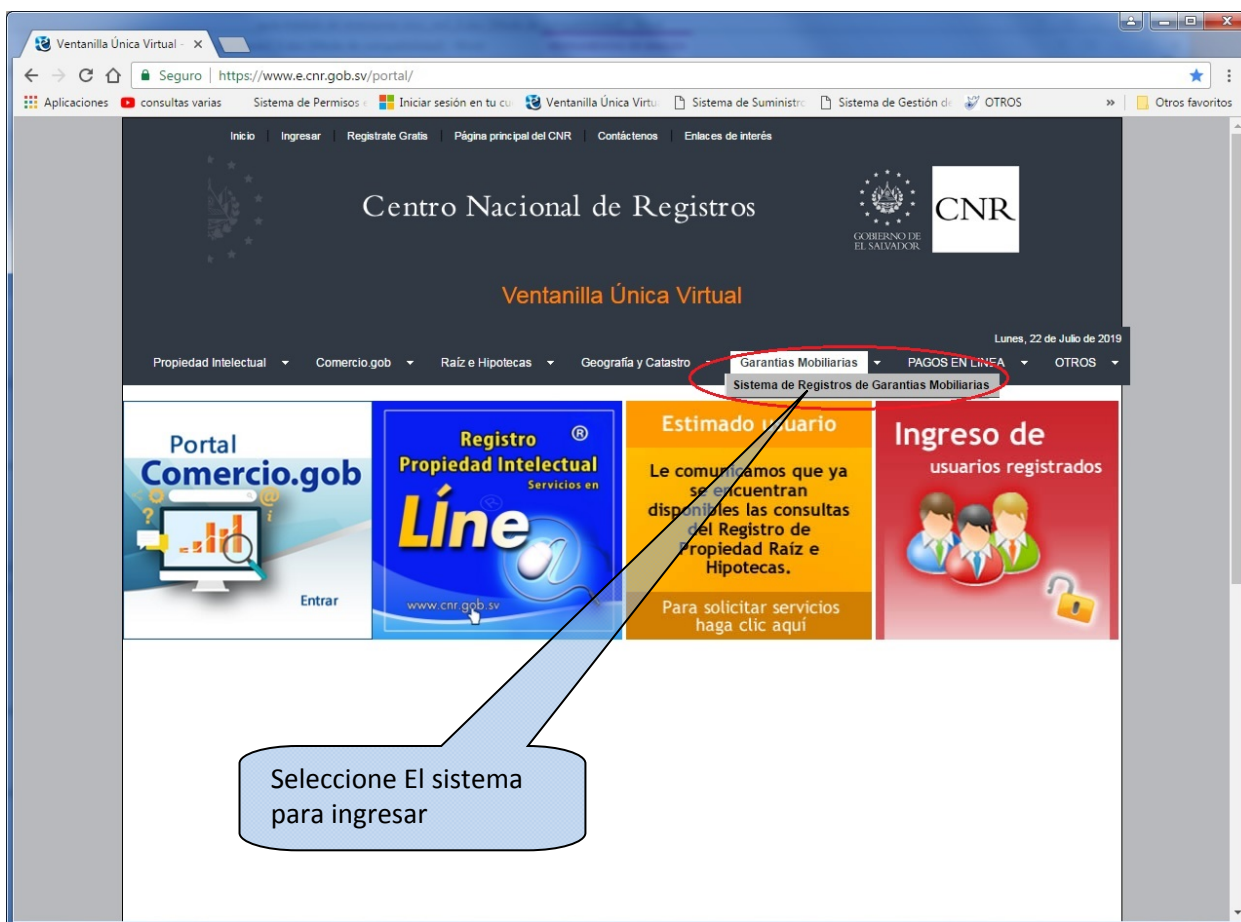 Ventanilla Única Virtual -
Seguro | https://www.e.cnr.gob.sv/portal/
Aplicaciones consultas varias Sistema de Permisos e Iniciar sesión en tu cu Ventanilla Única Virtu Sistema de Suministro Sistema de Gestión de OTROS » Otros favoritos
Inicio Ingresar Registrate Gratis Página principal del CNR Contáctenos Enlaces de interés
Centro Nacional de Registros
GOBIERNO DE
EL SALVADOR
CNR
Ventanilla Única Virtual
Lunes, 22 de Julio de 2019
Propiedad Intelectual Comercio.gob Raíz e Hipotecas Geografía y Catastro Garantias Mobiliarias PAGOS EN LINEA OTROS
Sistema de Registros de Garantias Mobiliarias
Portal
Comercio.gob
Entrar
Registro ®
Propiedad Intelectual
Servicios en
Líne@
www.cnr.gob.sv
Estimado usuario
Le comunicamos que ya
se encuentran
disponibles las consultas
del Registro de
Propiedad Raíz e
Hipotecas.
Para solicitar servicios
haga clic aquí
Ingreso de
usuarios registrados
Seleccione El sistema
para ingresar